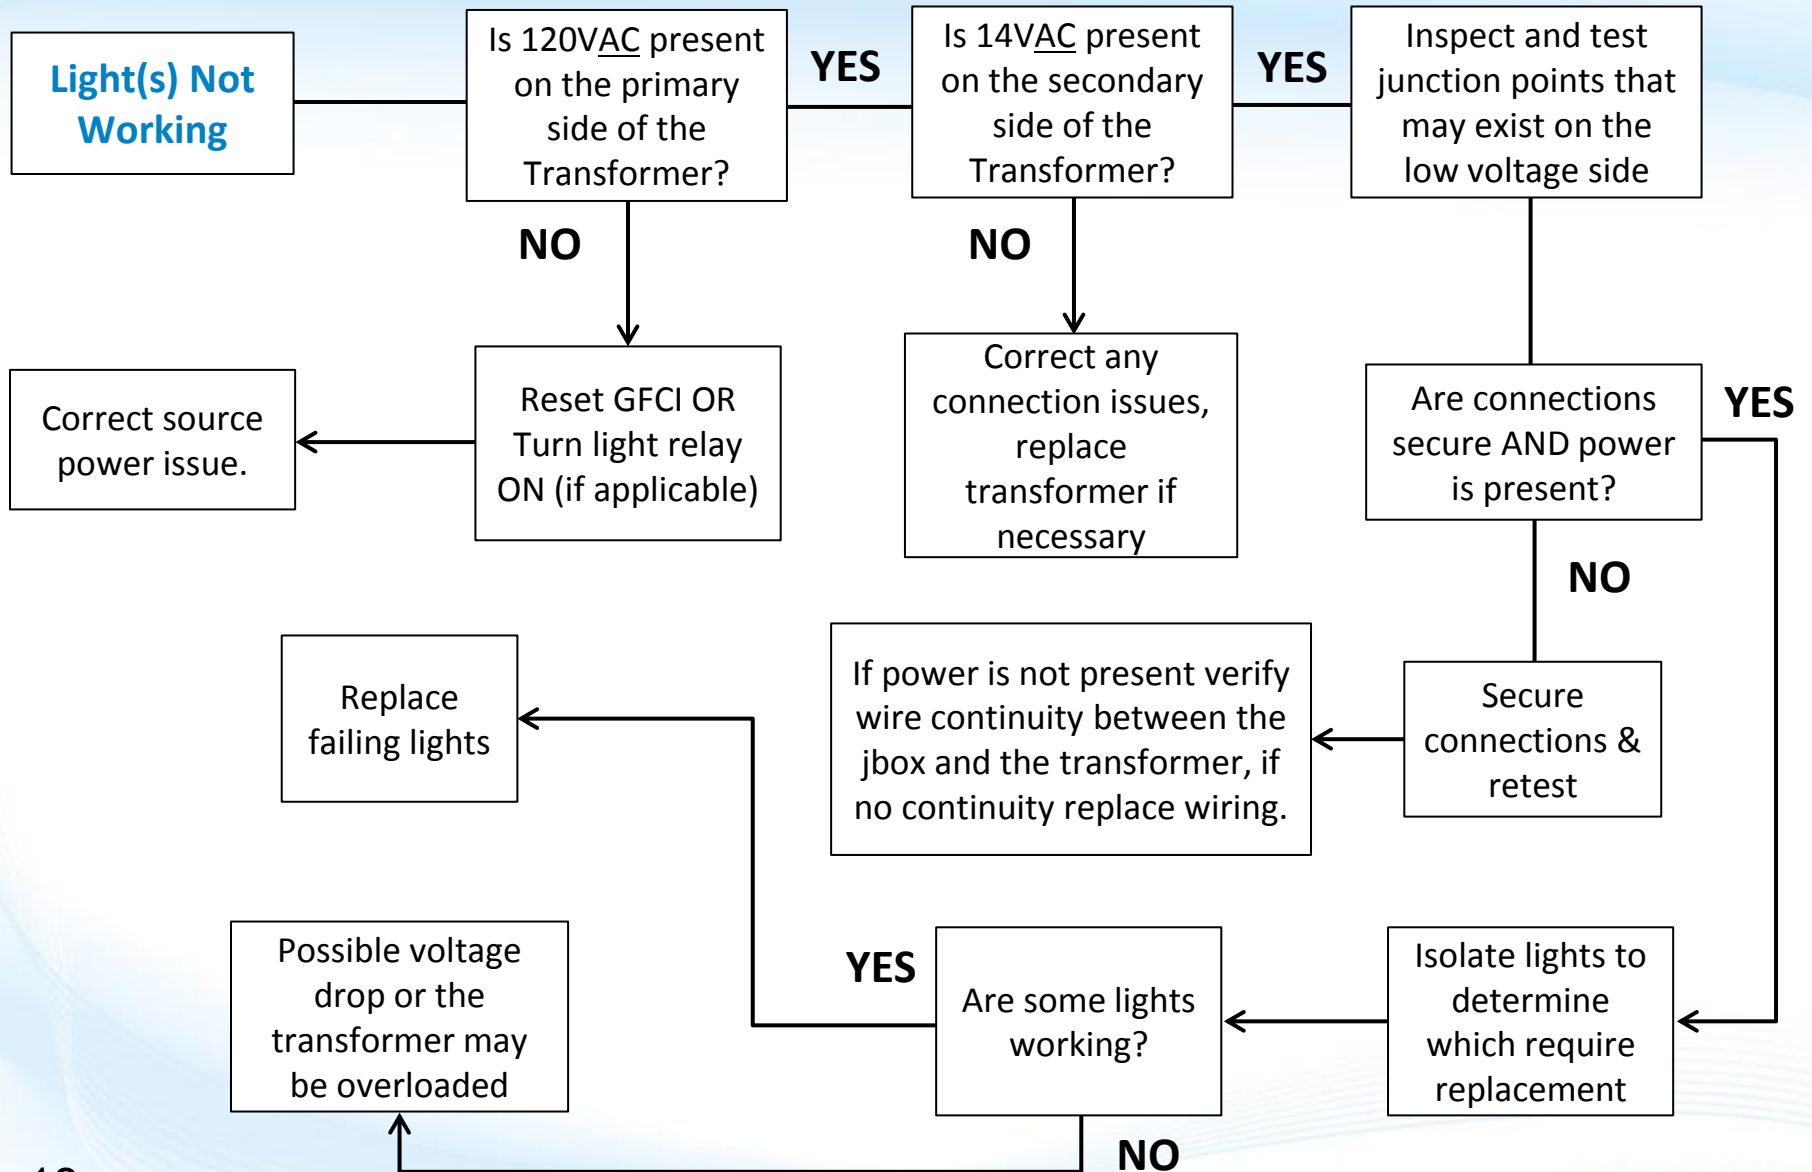 Light(s) Not
Working
Is 120VAC present
on the primary
side of the
Transformer?
YES
Is 14VAC present
on the secondary
side of the
Transformer?
YES
Inspect and test
junction points that
may exist on the
low voltage side
NO
NO
Correct source
power issue.
Reset GFCI OR
Turn light relay
ON (if applicable)
Correct any
connection issues,
replace
transformer if
necessary
Are connections
secure AND power
is present?
YES
NO
Replace
failing lights
If power is not present verify
wire continuity between the
jbox and the transformer, if
no continuity replace wiring.
Secure
connections &
retest
Possible voltage
drop or the
transformer may
be overloaded
YES
Are some lights
working?
Isolate lights to
determine
which require
replacement
NO